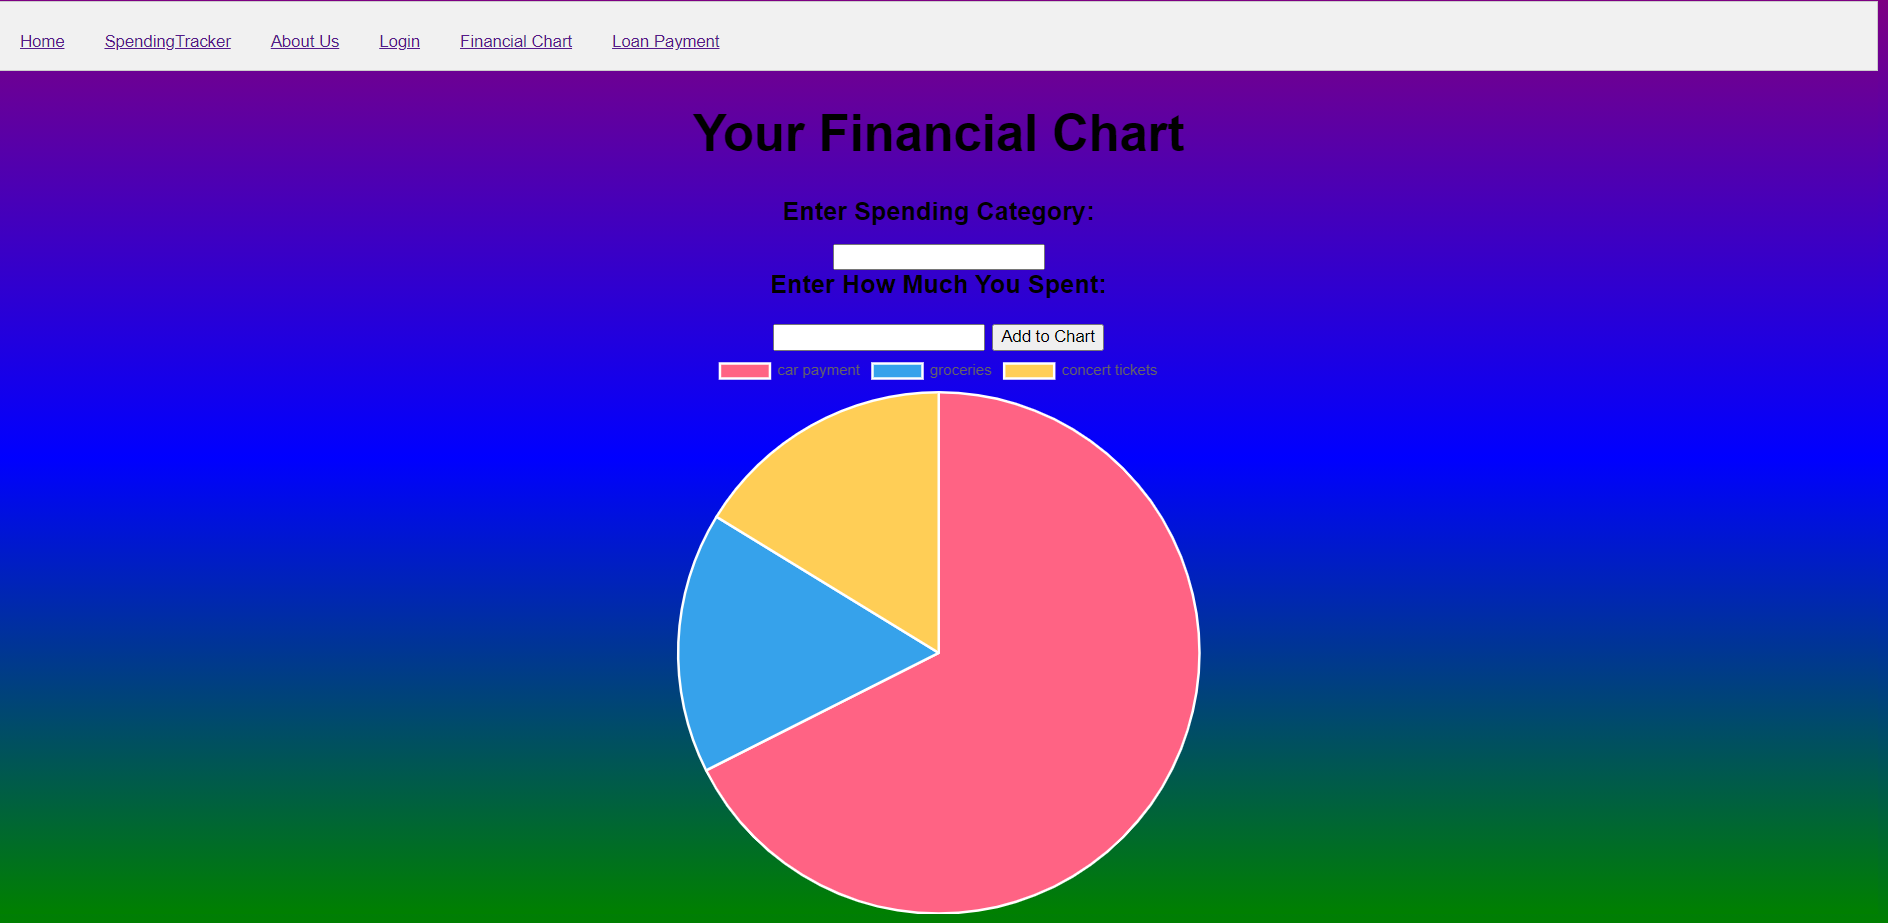 Home SpendingTracker About Us Login Financial Chart Loan Payment
Your Financial Chart
Enter Spending Category:
Enter How Much You Spent:
Add to Chart
car payment groceries concert tickets